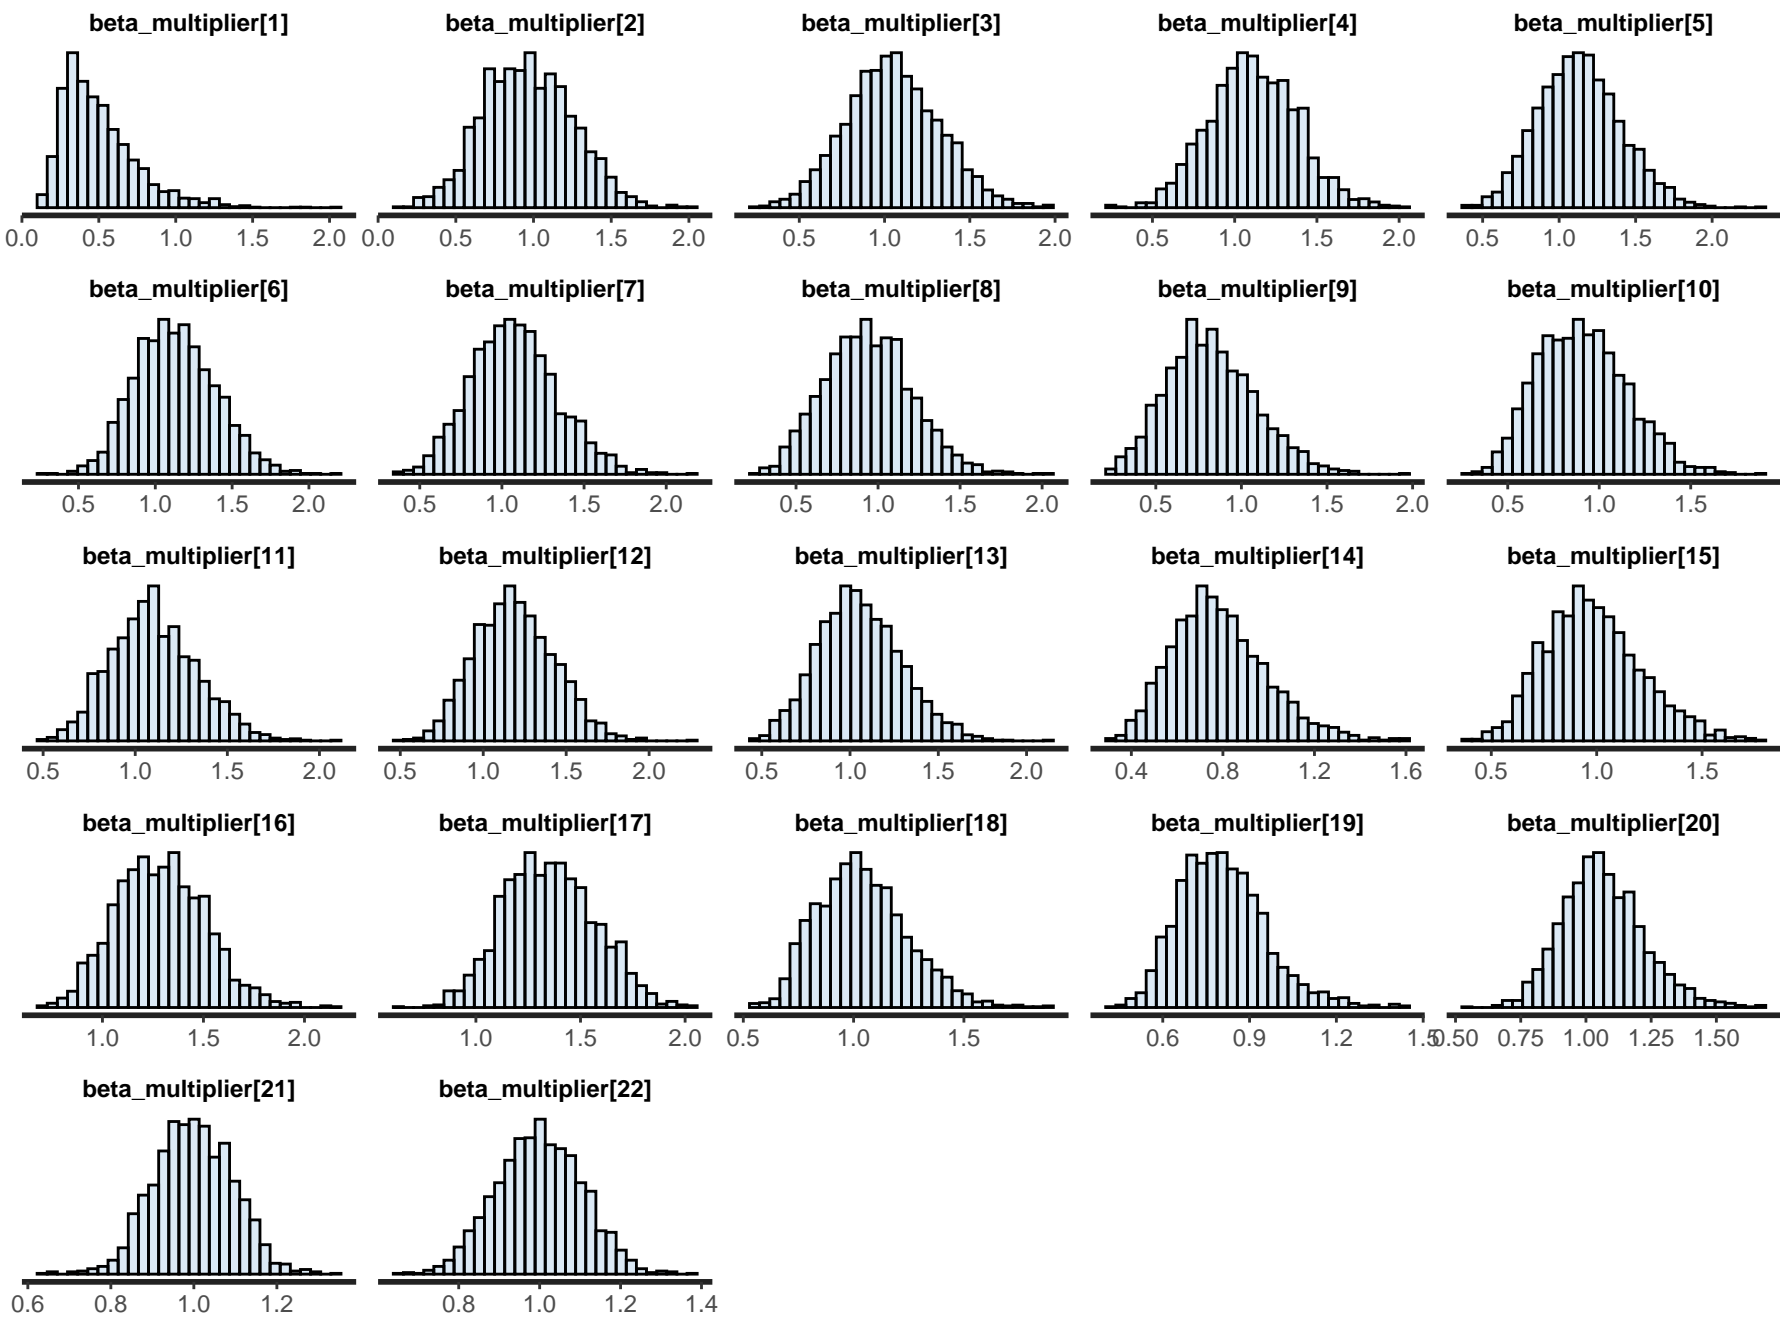 beta_multiplier[1] beta_multiplier[2] beta_multiplier[3] beta_multiplier[4] beta_multiplier[5]
0.0 0.5 1.0 1.5 2.0 0.0 0.5 1.0 1.5 2.0 0.5 1.0 1.5 2.0 0.5 1.0 1.5 2.0 0.5 1.0 1.5 2.0
beta_multiplier[6] beta_multiplier[7] beta_multiplier[8] beta_multiplier[9] beta_multiplier[10]
0.5 1.0 1.5 2.0 0.5 1.0 1.5 2.0 0.5 1.0 1.5 2.0 0.5 1.0 1.5 2.0 0.5 1.0 1.5
beta_multiplier[11] beta_multiplier[12] beta_multiplier[13] beta_multiplier[14] beta_multiplier[15]
0.5 1.0 1.5 2.0 0.5 1.0 1.5 2.0 0.5 1.0 1.5 2.0 0.4 0.8 1.2 1.6 0.5 1.0 1.5
beta_multiplier[16] beta_multiplier[17] beta_multiplier[18] beta_multiplier[19] beta_multiplier[20]
1.0 1.5 2.0 1.0 1.5 2.0 0.5 1.0 1.5 0.6 0.9 1.2 1.5 0.50 0.75 1.00 1.25 1.50
beta_multiplier[21] beta_multiplier[22]
0.6 0.8 1.0 1.2 0.8 1.0 1.2 1.4